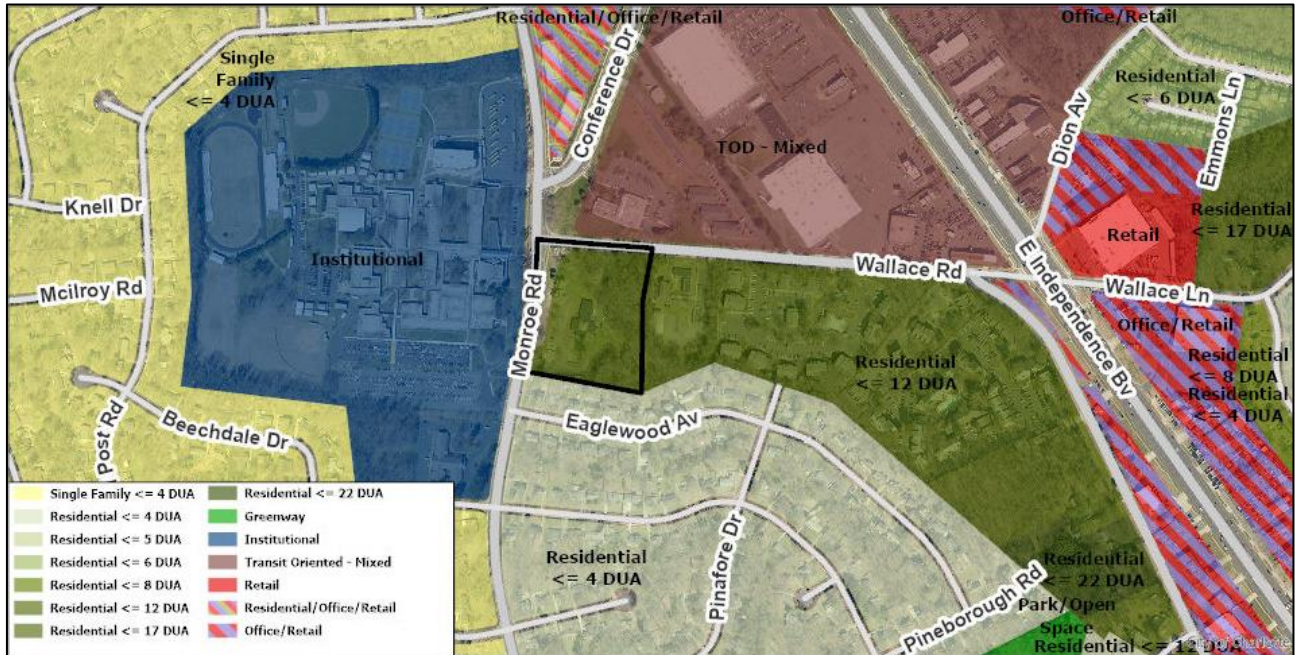 Residential/Office/Retail
Office/Retail
Single
Family
<= 4 DUA
Conference Dr
Residential
<= 6 DUA
Dion Av
Emmons Ln
TOD - Mixed
Knell Dr
Residential
<= 17 DUA
Retail
Institutional
E Independence Bv
Wallace Rd
Wallace Ln
Mcilroy Rd
Monroe Rd
Office/Retail
Residential
<= 12 DUA
Residential
<= 8 DUA
Residential
<= 4 DUA
Post Rd
Beechdale Dr
Eaglewood Av
Pinafore Dr
Residential
<= 4 DUA
Pineborough Rd
Residential
<= 22 DUA
Park/Open
Space
Residential <= 12 DUA
City of Charlotte
Single Family <= 4 DUA
Residential <= 4 DUA
Residential <= 5 DUA
Residential <= 6 DUA
Residential <= 8 DUA
Residential <= 12 DUA
Residential <= 17 DUA
Residential <= 22 DUA
Greenway
Institutional
Transit Oriented - Mixed
Retail
Residential/Office/Retail
Office/Retail